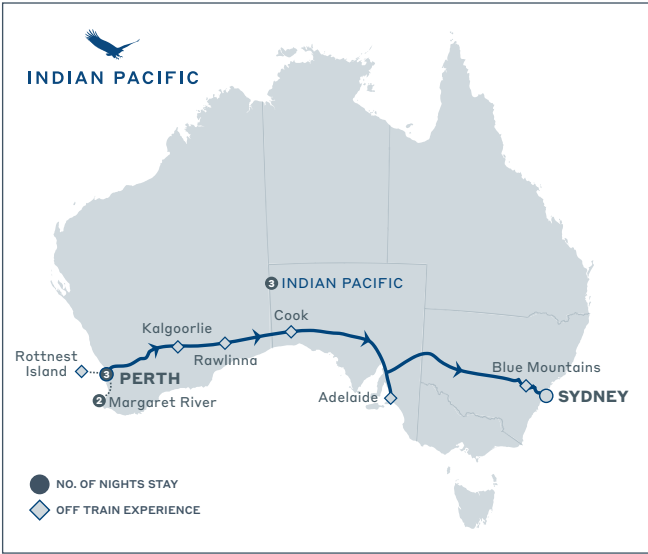 INDIAN PACIFIC
3 INDIAN PACIFIC
Cook
Kalgoorlie
Rawlinna
Rottnest
Island
3 PERTH
2 Margaret River
Adelaide
Blue Mountains
SYDNEY
NO. OF NIGHTS STAY
OFF TRAIN EXPERIENCE